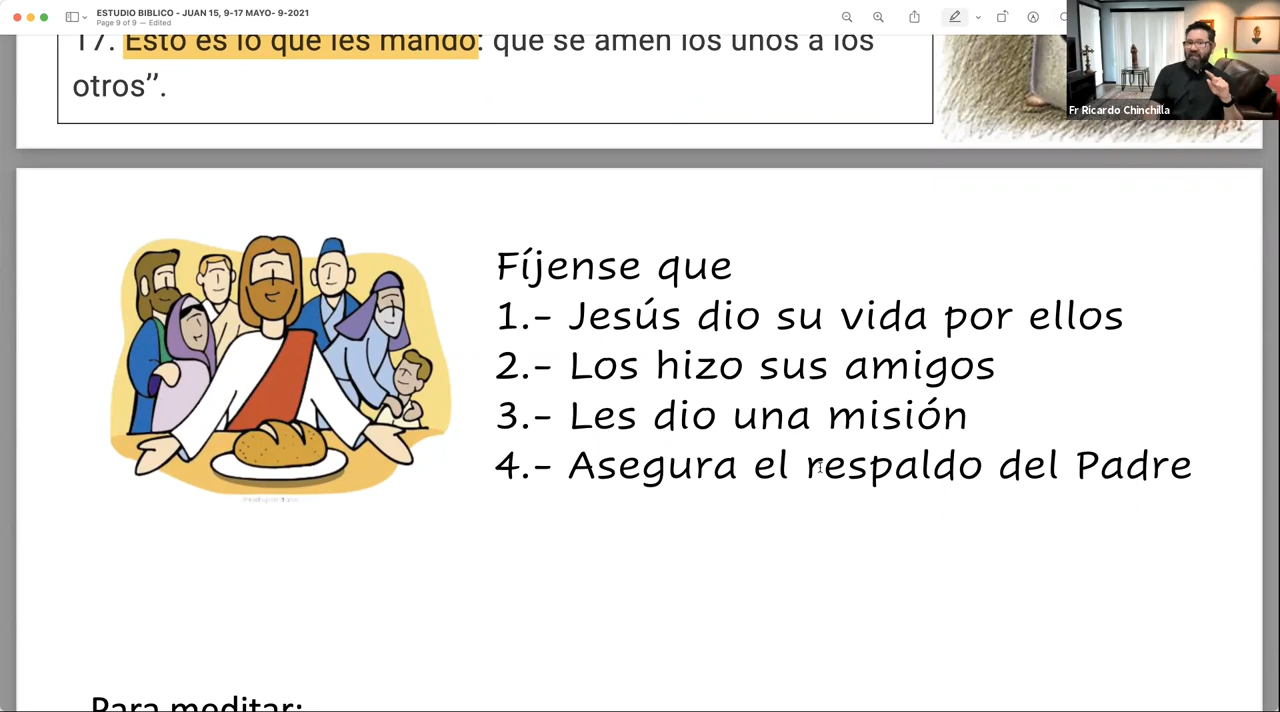 ESTUDIO BIBLICO - JUAN 15, 9-17 MAYO- 9-2021
Page 9 of 9 — Edited
17. Esto es lo que les mando: que se amen los unos a los
otros”.
Fr Ricardo Chinchilla
Fíjense que
1.- Jesús dio su vida por ellos
2.- Los hizo sus amigos
3.- Les dio una misión
4.- Asegura el respaldo del Padre
Para meditar: